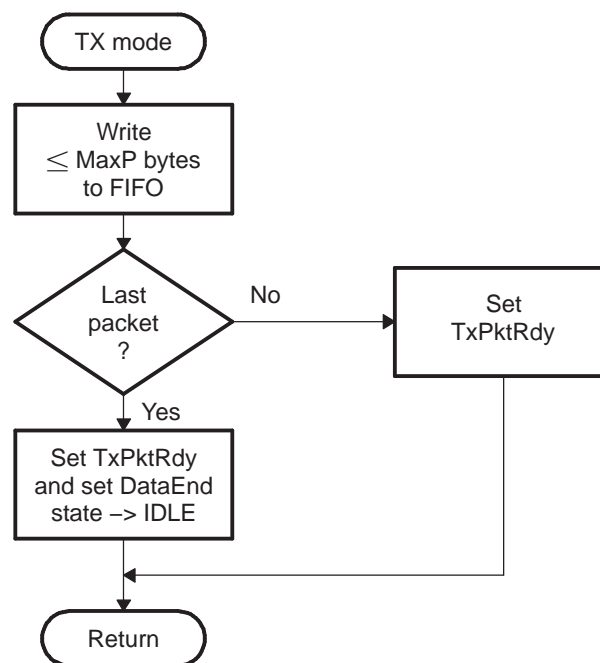 TX mode
Write
≤ MaxP bytes
to FIFO
Last
packet
?
No
Set
TxPktRdy
Yes
Set TxPktRdy
and set DataEnd
state –> IDLE
Return